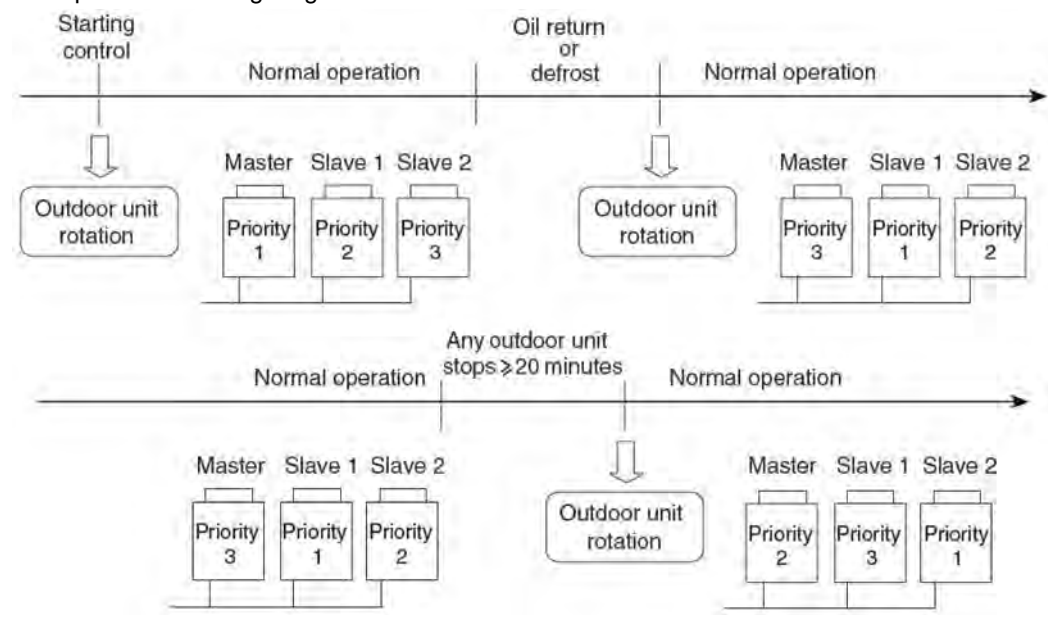 Starting
control
Oil return
or
defrost
Normal operation
Normal operation
Master Slave 1 Slave 2
Master Slave 1 Slave 2
Outdoor unit
rotation
Priority
1
Priority
2
Priority
3
Outdoor unit
rotation
Priority
3
Priority
1
Priority
2
Any outdoor unit
stops ⩾20 minutes
Normal operation
Normal operation
Master Slave 1 Slave 2
Master Slave 1 Slave 2
Priority
3
Priority
1
Priority
2
Outdoor unit
rotation
Priority
2
Priority
3
Priority
1